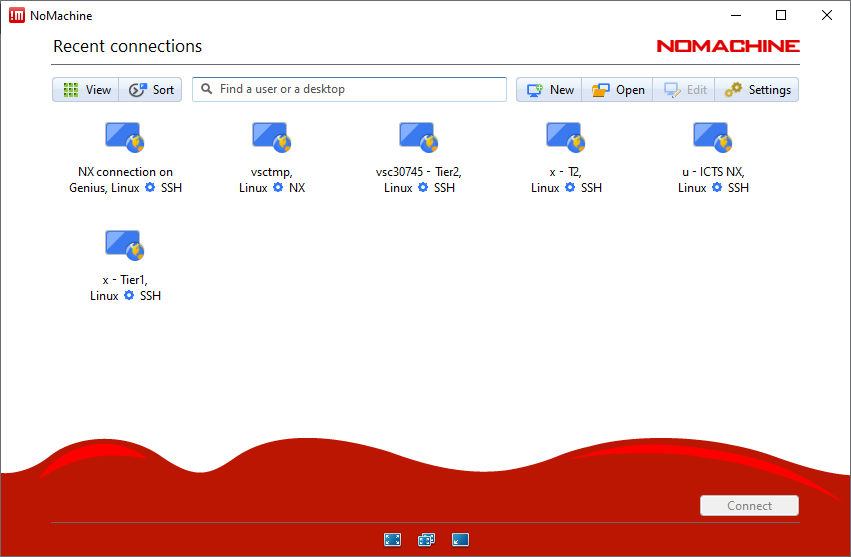 !M NoMachine
Recent connections
NOMACHINE
View Sort Find a user or a desktop New Open Edit Settings
NX connection on
Genius, Linux SSH
vsctmp,
Linux NX
vsc30745 - Tier2,
Linux SSH
x - T2,
Linux SSH
u - ICTS NX,
Linux SSH
x - Tier1,
Linux SSH
Connect